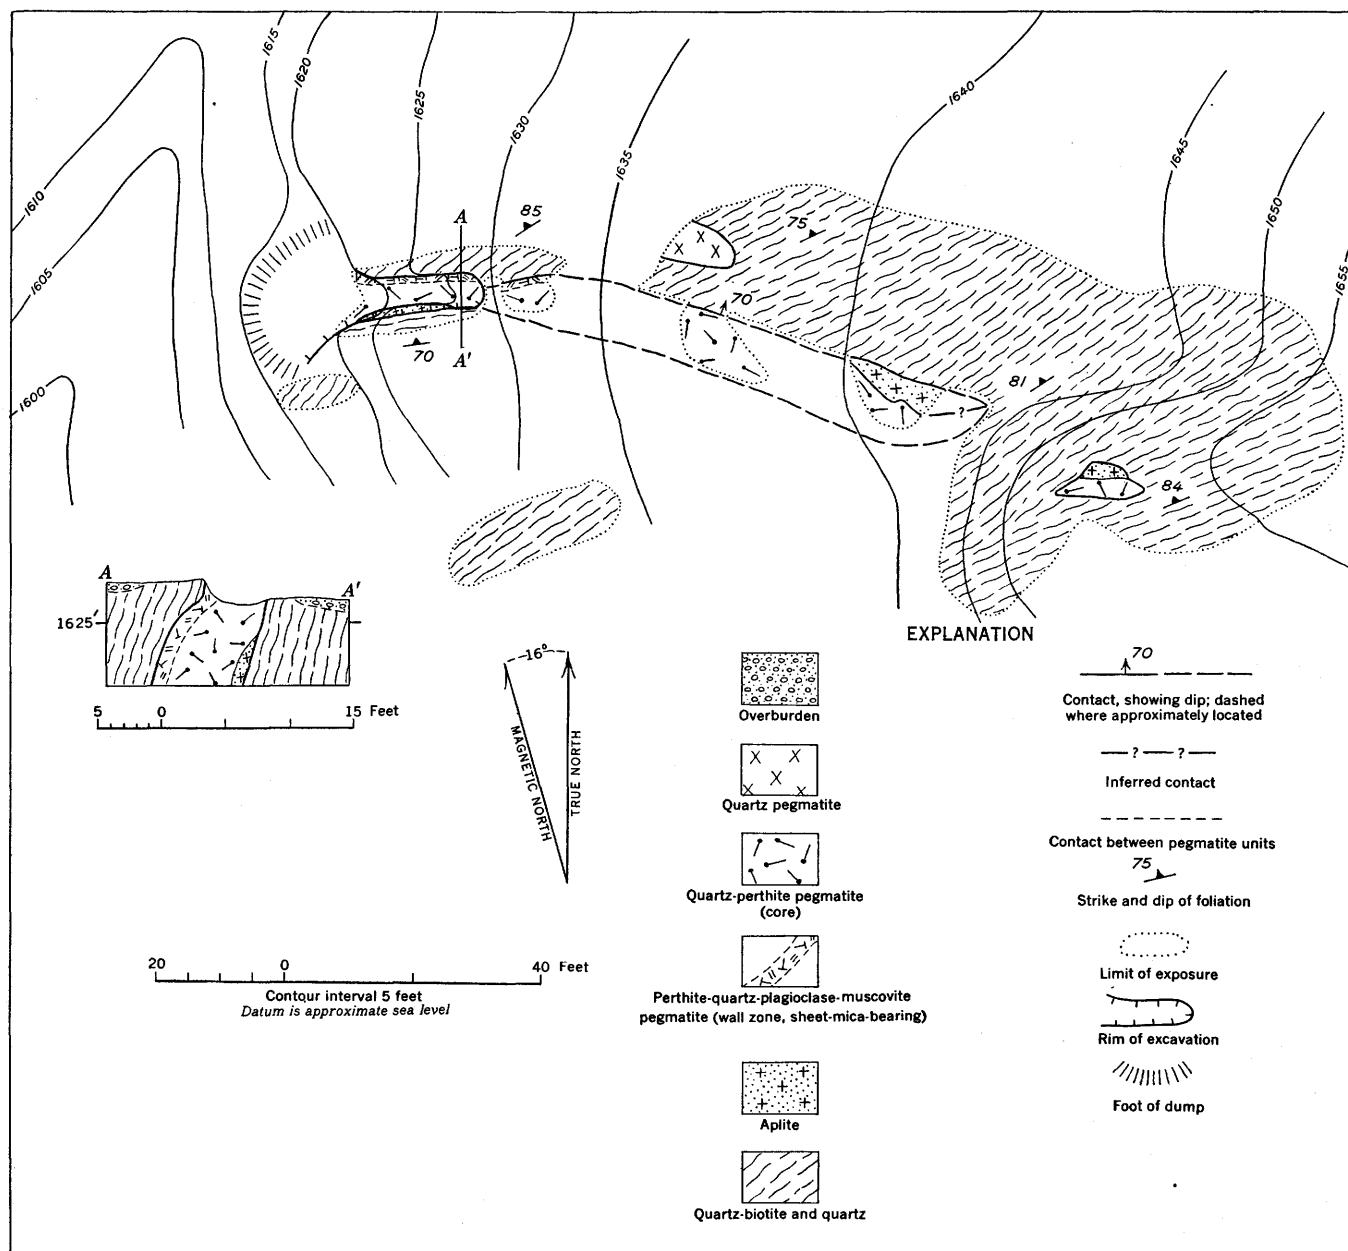 1615
1620
1625
1630
1635
1640
1645
1650
1655
1610
1605
1600
85
A
75
70
A'
70
81
84
A
A'
1625'
5 0 15 Feet
16°
MAGNETIC NORTH
TRUE NORTH
20 0 40 Feet
Contour interval 5 feet
Datum is approximate sea level
EXPLANATION
Overburden
Quartz pegmatite
Quartz-perthite pegmatite
(core)
Perthite-quartz-plagioclase-muscovite
pegmatite (wall zone, sheet-mica-bearing)
Aplite
Quartz-biotite and quartz
70
Contact, showing dip; dashed
where approximately located
? ?
Inferred contact
Contact between pegmatite units
75
Strike and dip of foliation
Limit of exposure
Rim of excavation
Foot of dump
?